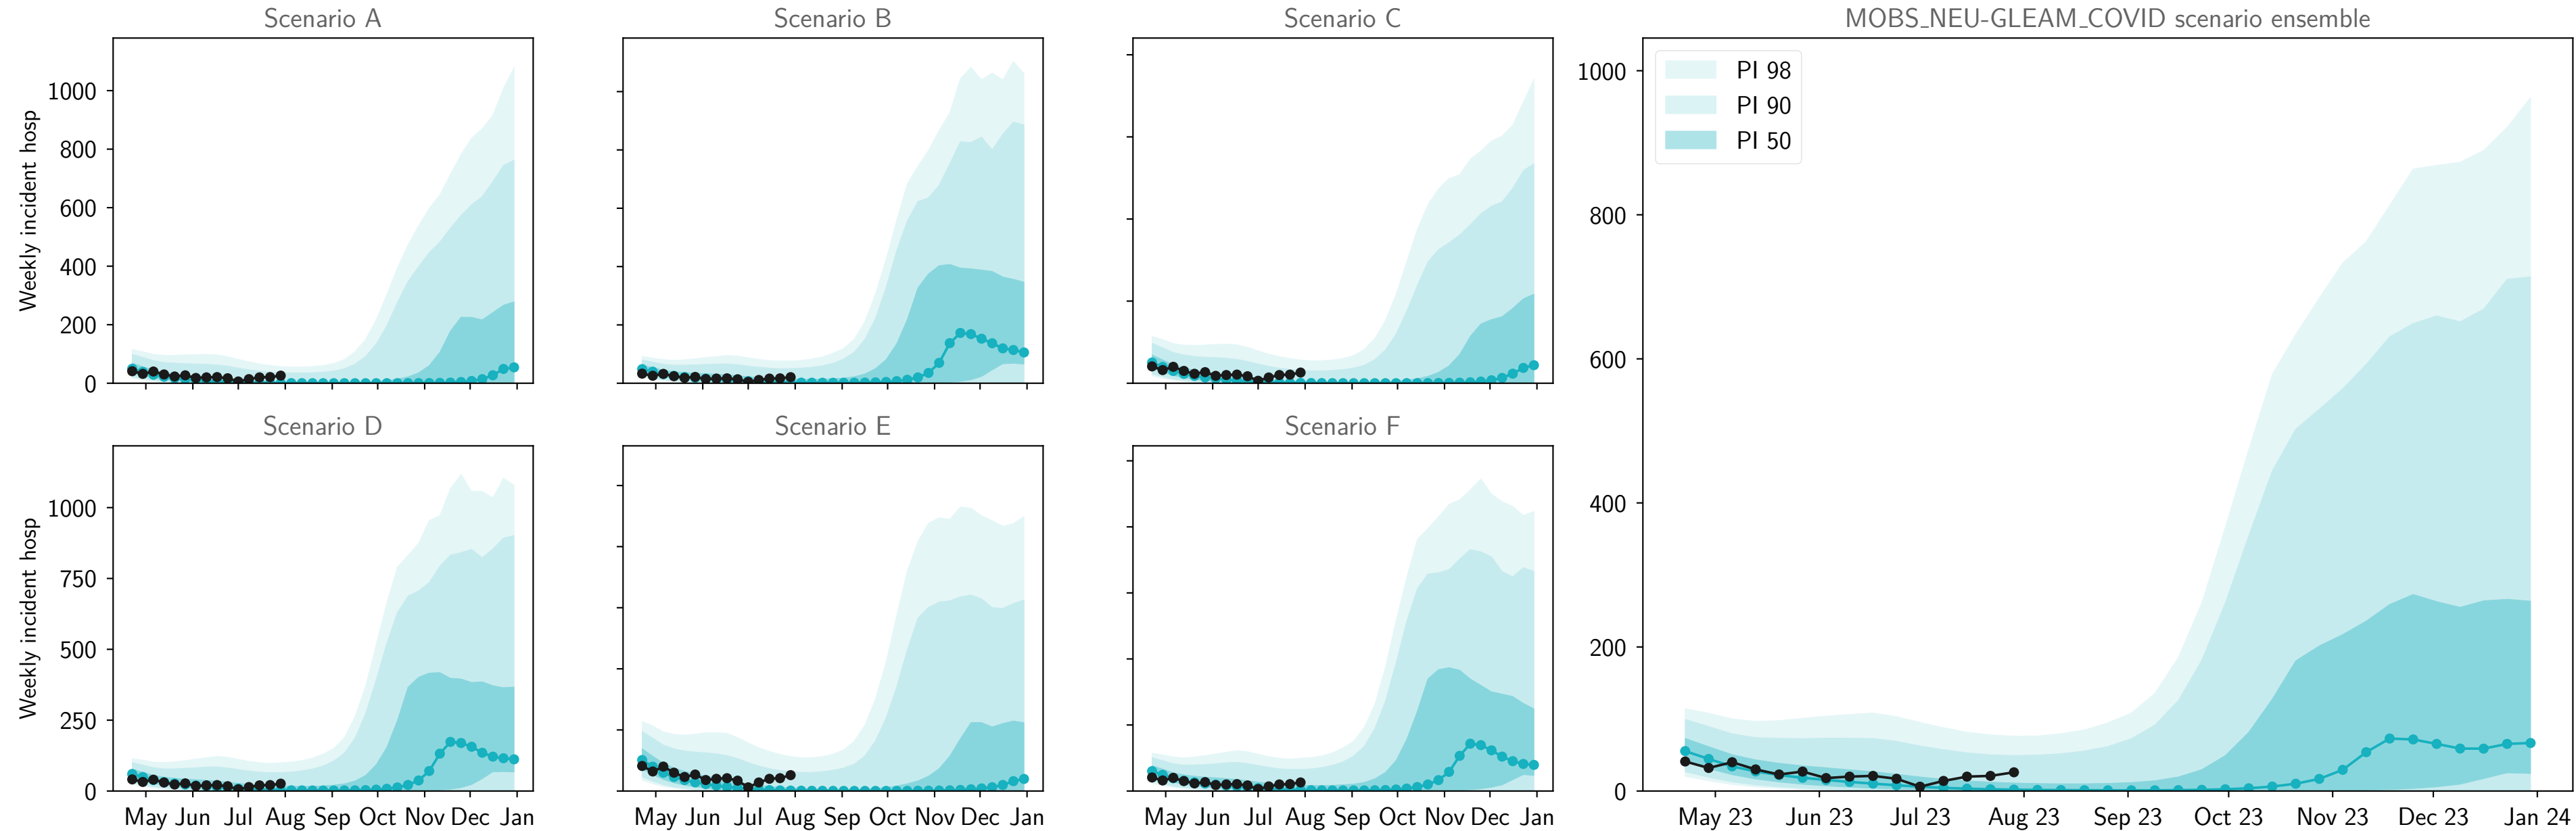 Scenario A
Scenario B
Scenario C
MOBS_NEU-GLEAM_COVID scenario ensemble
Weekly incident hosp
1000
800
600
400
200
0
1000
800
600
400
200
0
PI 98
PI 90
PI 50
Scenario D
Scenario E
Scenario F
Weekly incident hosp
1000
750
500
250
0
May Jun Jul Aug Sep Oct Nov Dec Jan
May Jun Jul Aug Sep Oct Nov Dec Jan
May Jun Jul Aug Sep Oct Nov Dec Jan
May 23 Jun 23 Jul 23 Aug 23 Sep 23 Oct 23 Nov 23 Dec 23 Jan 24